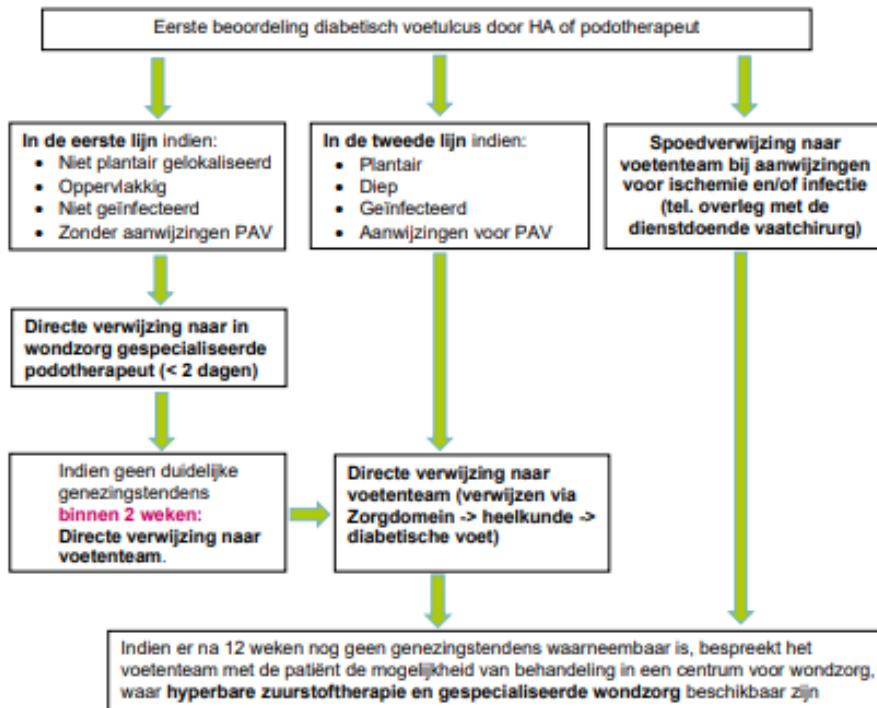 Eerste beoordeling diabetisch voetulcus door HA of podotherapeut
In de eerste lijn indien:
• Niet plantair gelokaliseerd
• Oppervlakkig
• Niet geïnfecteerd
• Zonder aanwijzingen PAV
In de tweede lijn indien:
• Plantair
• Diep
• Geïnfecteerd
• Aanwijzingen voor PAV
Spoedverwijzing naar
voetenteam bij aanwijzingen
voor ischemie en/of infectie
(tel. overleg met de
dienstdoende vaatchirurg)
Directe verwijzing naar in
wondzorg gespecialiseerde
podotherapeut (< 2 dagen)
Indien geen duidelijke
genezingstendens
binnen 2 weken:
Directe verwijzing naar
voetenteam.
Directe verwijzing naar
voetenteam (verwijzen via
Zorgdomein -> heelkunde ->
diabetische voet)
Indien er na 12 weken nog geen genezingstendens waarneembaar is, bespreekt het
voetenteam met de patiënt de mogelijkheid van behandeling in een centrum voor wondzorg,
waar hyperbare zuurstoftherapie en gespecialiseerde wondzorg beschikbaar zijn